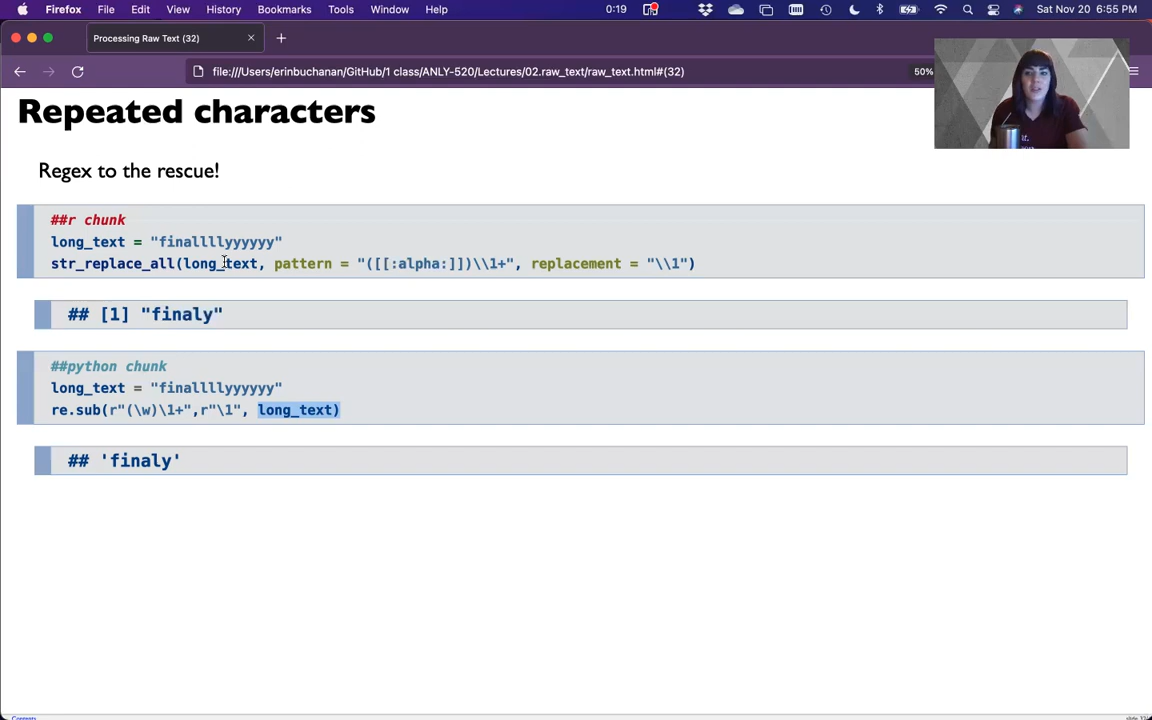 Firefox File Edit View History Bookmarks Tools Window Help 0:19 Sat Nov 20 6:55 PM
Processing Raw Text (32)
file:///Users/erinbuchanan/GitHub/1 class/ANLY-520/Lectures/02.raw_text/raw_text.html#(32) 50%
Repeated characters
Regex to the rescue!
##r chunk
long_text = "finallllyyyyyy"
str_replace_all(long_text, pattern = "([[:alpha:]])\\1+", replacement = "\\1")
## [1] "finaly"
##python chunk
long_text = "finallllyyyyyy"
re.sub(r"(\w)\1+",r"\1", long_text)
## 'finaly'
Contents